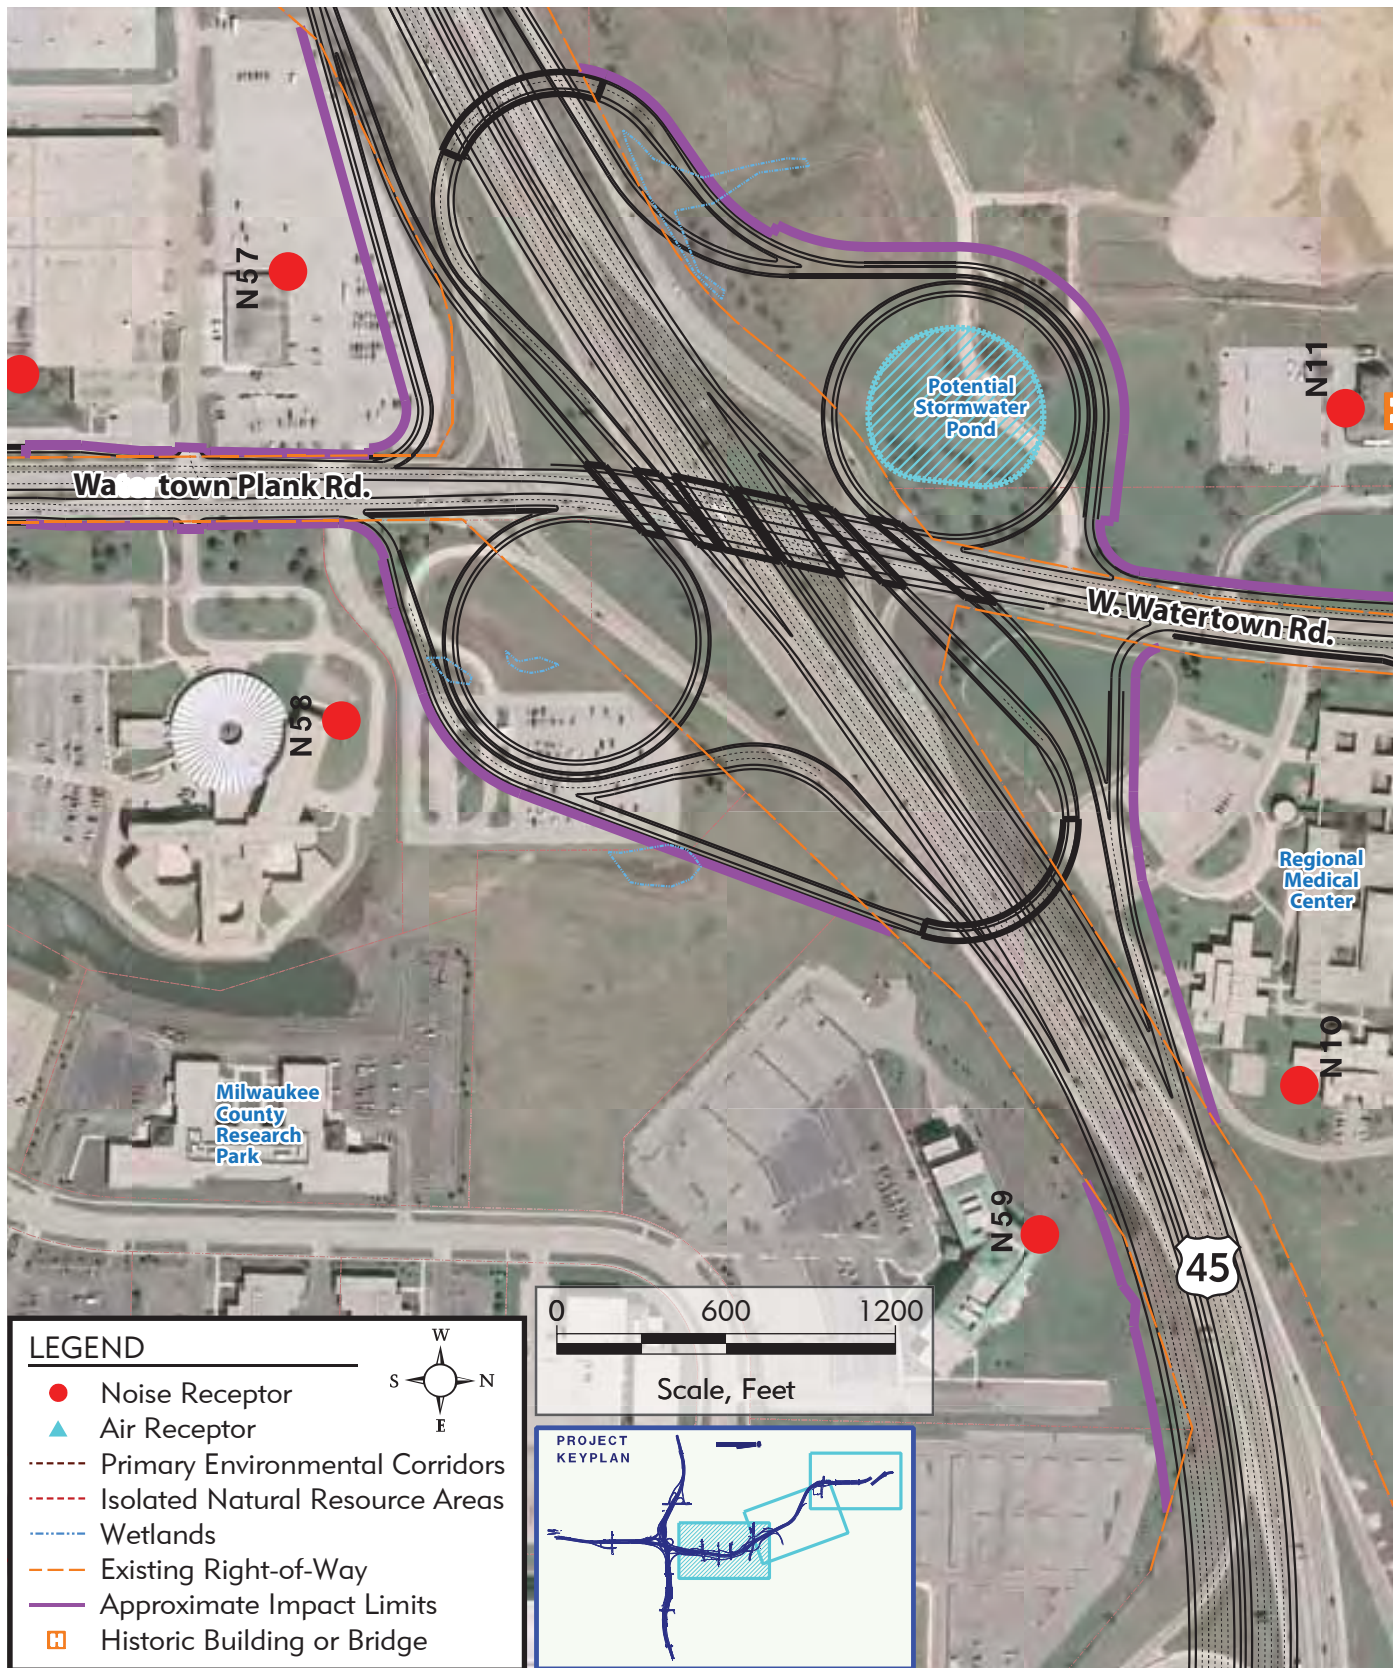 N57
N11
Potential
Stormwater
Pond
town Plank Rd.
W. Watertown Rd.
N58
Regional
Medical
Center
N10
Milwaukee
County
Research
Park
N59
45
0 600 1200
Scale, Feet
LEGEND
W
S N
E
Noise Receptor
Air Receptor
Primary Environmental Corridors
Isolated Natural Resource Areas
Wetlands
Existing Right-of-Way
Approximate Impact Limits
H Historic Building or Bridge
PROJECT
KEYPLAN